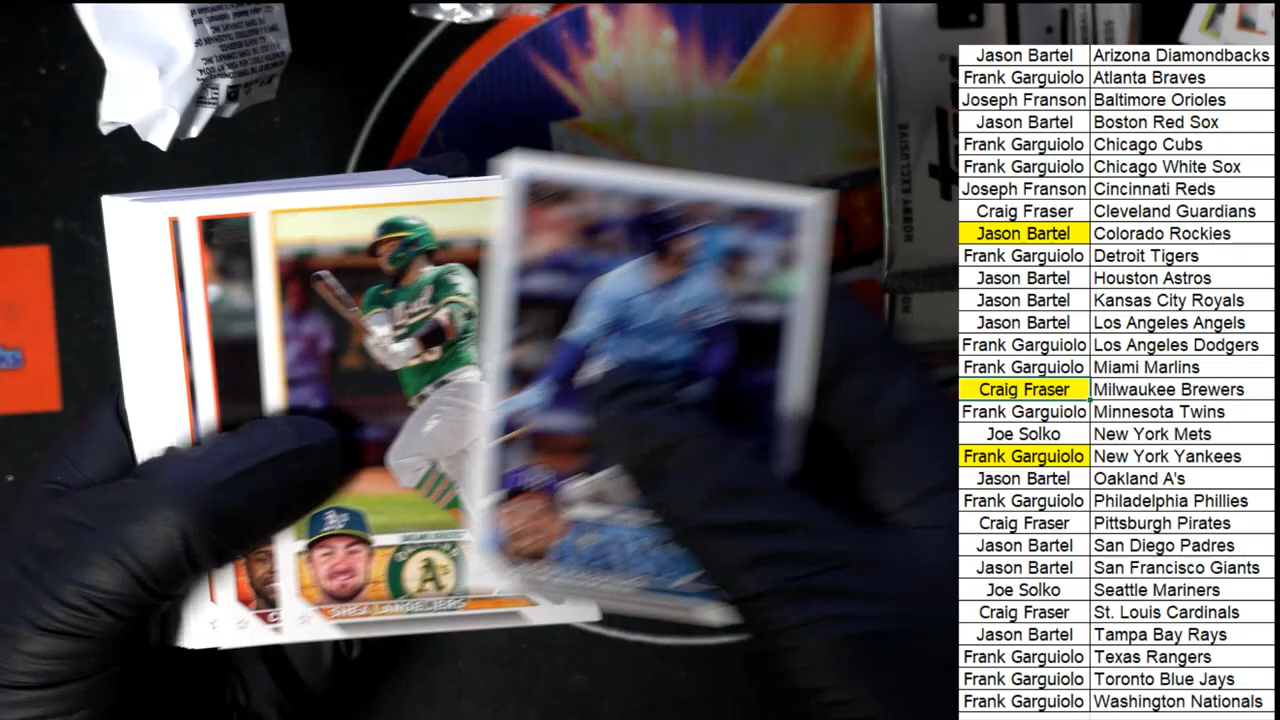 Jason Bartel Arizona Diamondbacks
Frank Garguiolo Atlanta Braves
Joseph Franson Baltimore Orioles
Jason Bartel Boston Red Sox
Frank Garguiolo Chicago Cubs
Frank Garguiolo Chicago White Sox
Joseph Franson Cincinnati Reds
Craig Fraser Cleveland Guardians
Jason Bartel Colorado Rockies
Frank Garguiolo Detroit Tigers
Jason Bartel Houston Astros
Jason Bartel Kansas City Royals
Jason Bartel Los Angeles Angels
Frank Garguiolo Los Angeles Dodgers
Frank Garguiolo Miami Marlins
Craig Fraser Milwaukee Brewers
Frank Garguiolo Minnesota Twins
Joe Solko New York Mets
Frank Garguiolo New York Yankees
Jason Bartel Oakland A's
Frank Garguiolo Philadelphia Phillies
Craig Fraser Pittsburgh Pirates
Jason Bartel San Diego Padres
Jason Bartel San Francisco Giants
Joe Solko Seattle Mariners
Craig Fraser St. Louis Cardinals
Jason Bartel Tampa Bay Rays
Frank Garguiolo Texas Rangers
Frank Garguiolo Toronto Blue Jays
Frank Garguiolo Washington Nationals
HOBBY EXCLUSIVE
A's
SHEA LANGELIERS